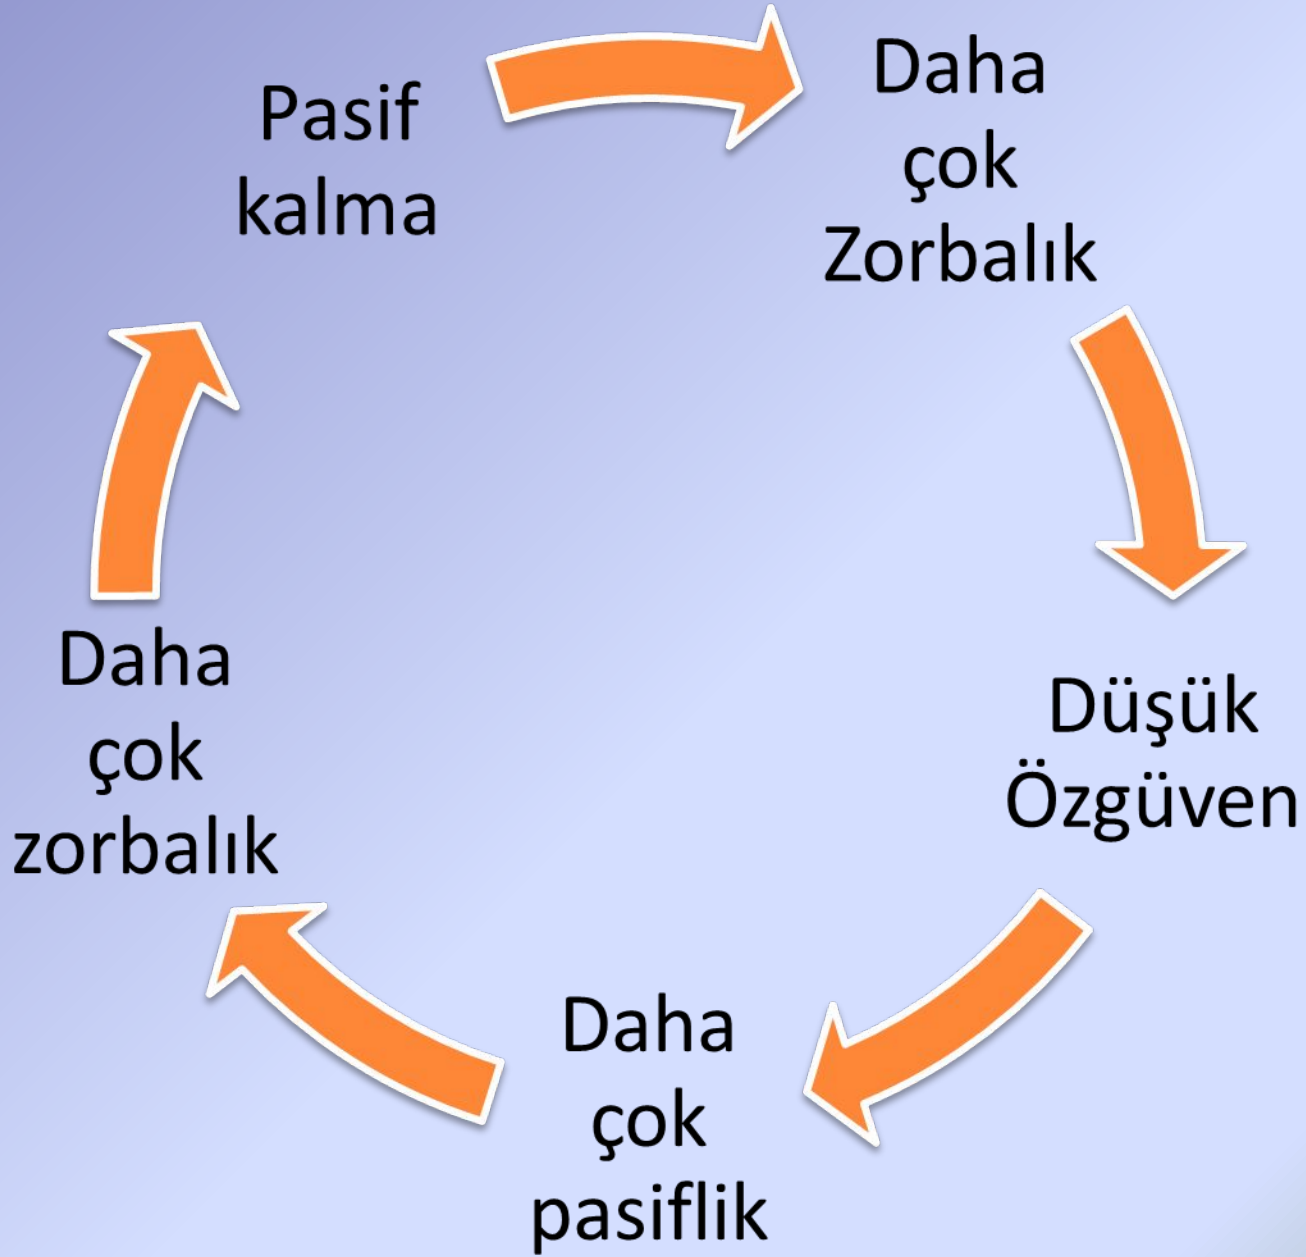 Pasif
kalma
Daha
çok
Zorbalık
Düşük
Özgüven
Daha
çok
pasiflik
Daha
çok
zorbalık